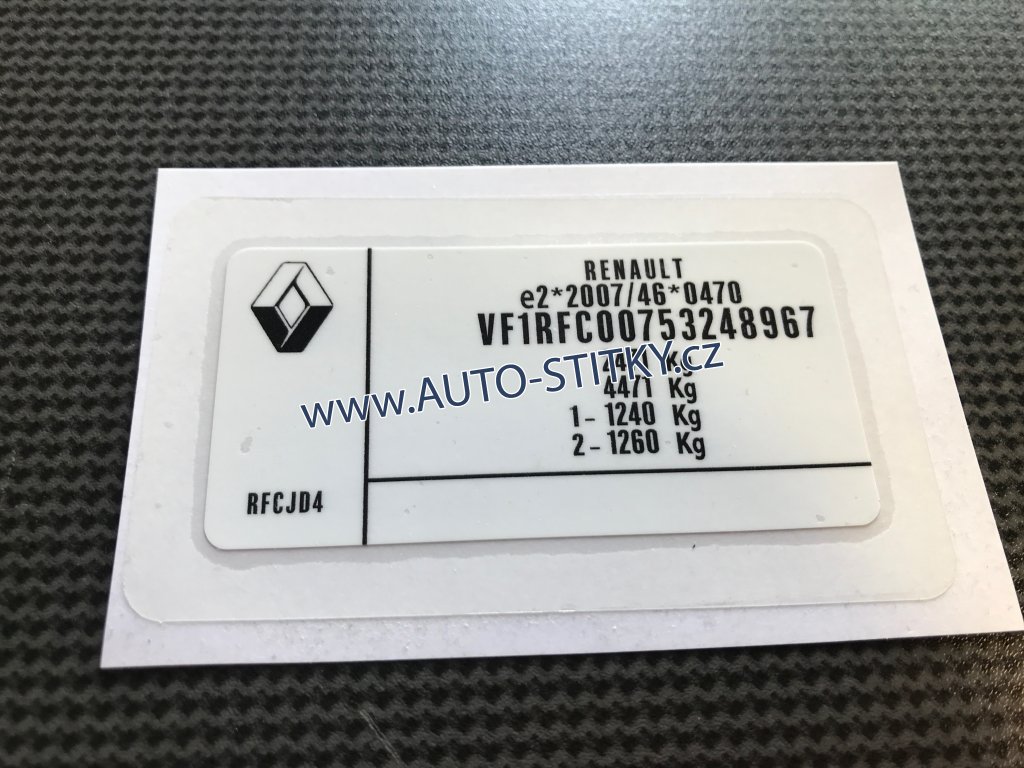 RENAULT
e2*2007/46*0470
VF1RFC00753248967
Kg
4471 Kg
1 - 1240 Kg
2 - 1260 Kg
www.AUTO-STITKY.cz
RFCJD4